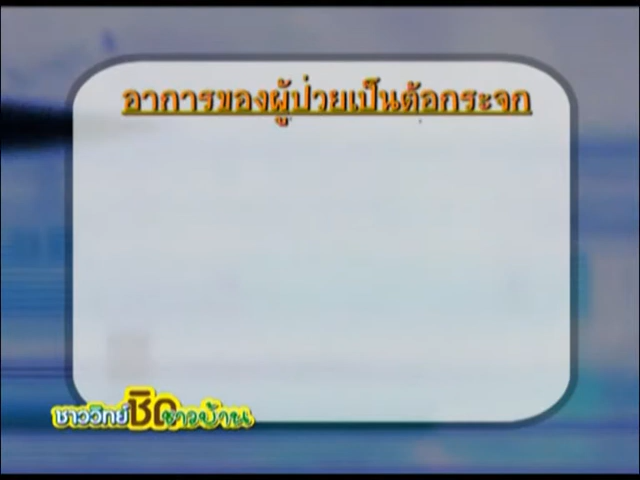 อาการของผู้ป่วยเป็นต้อกระจก
ชาววิทย์ชิดชาวบ้าน